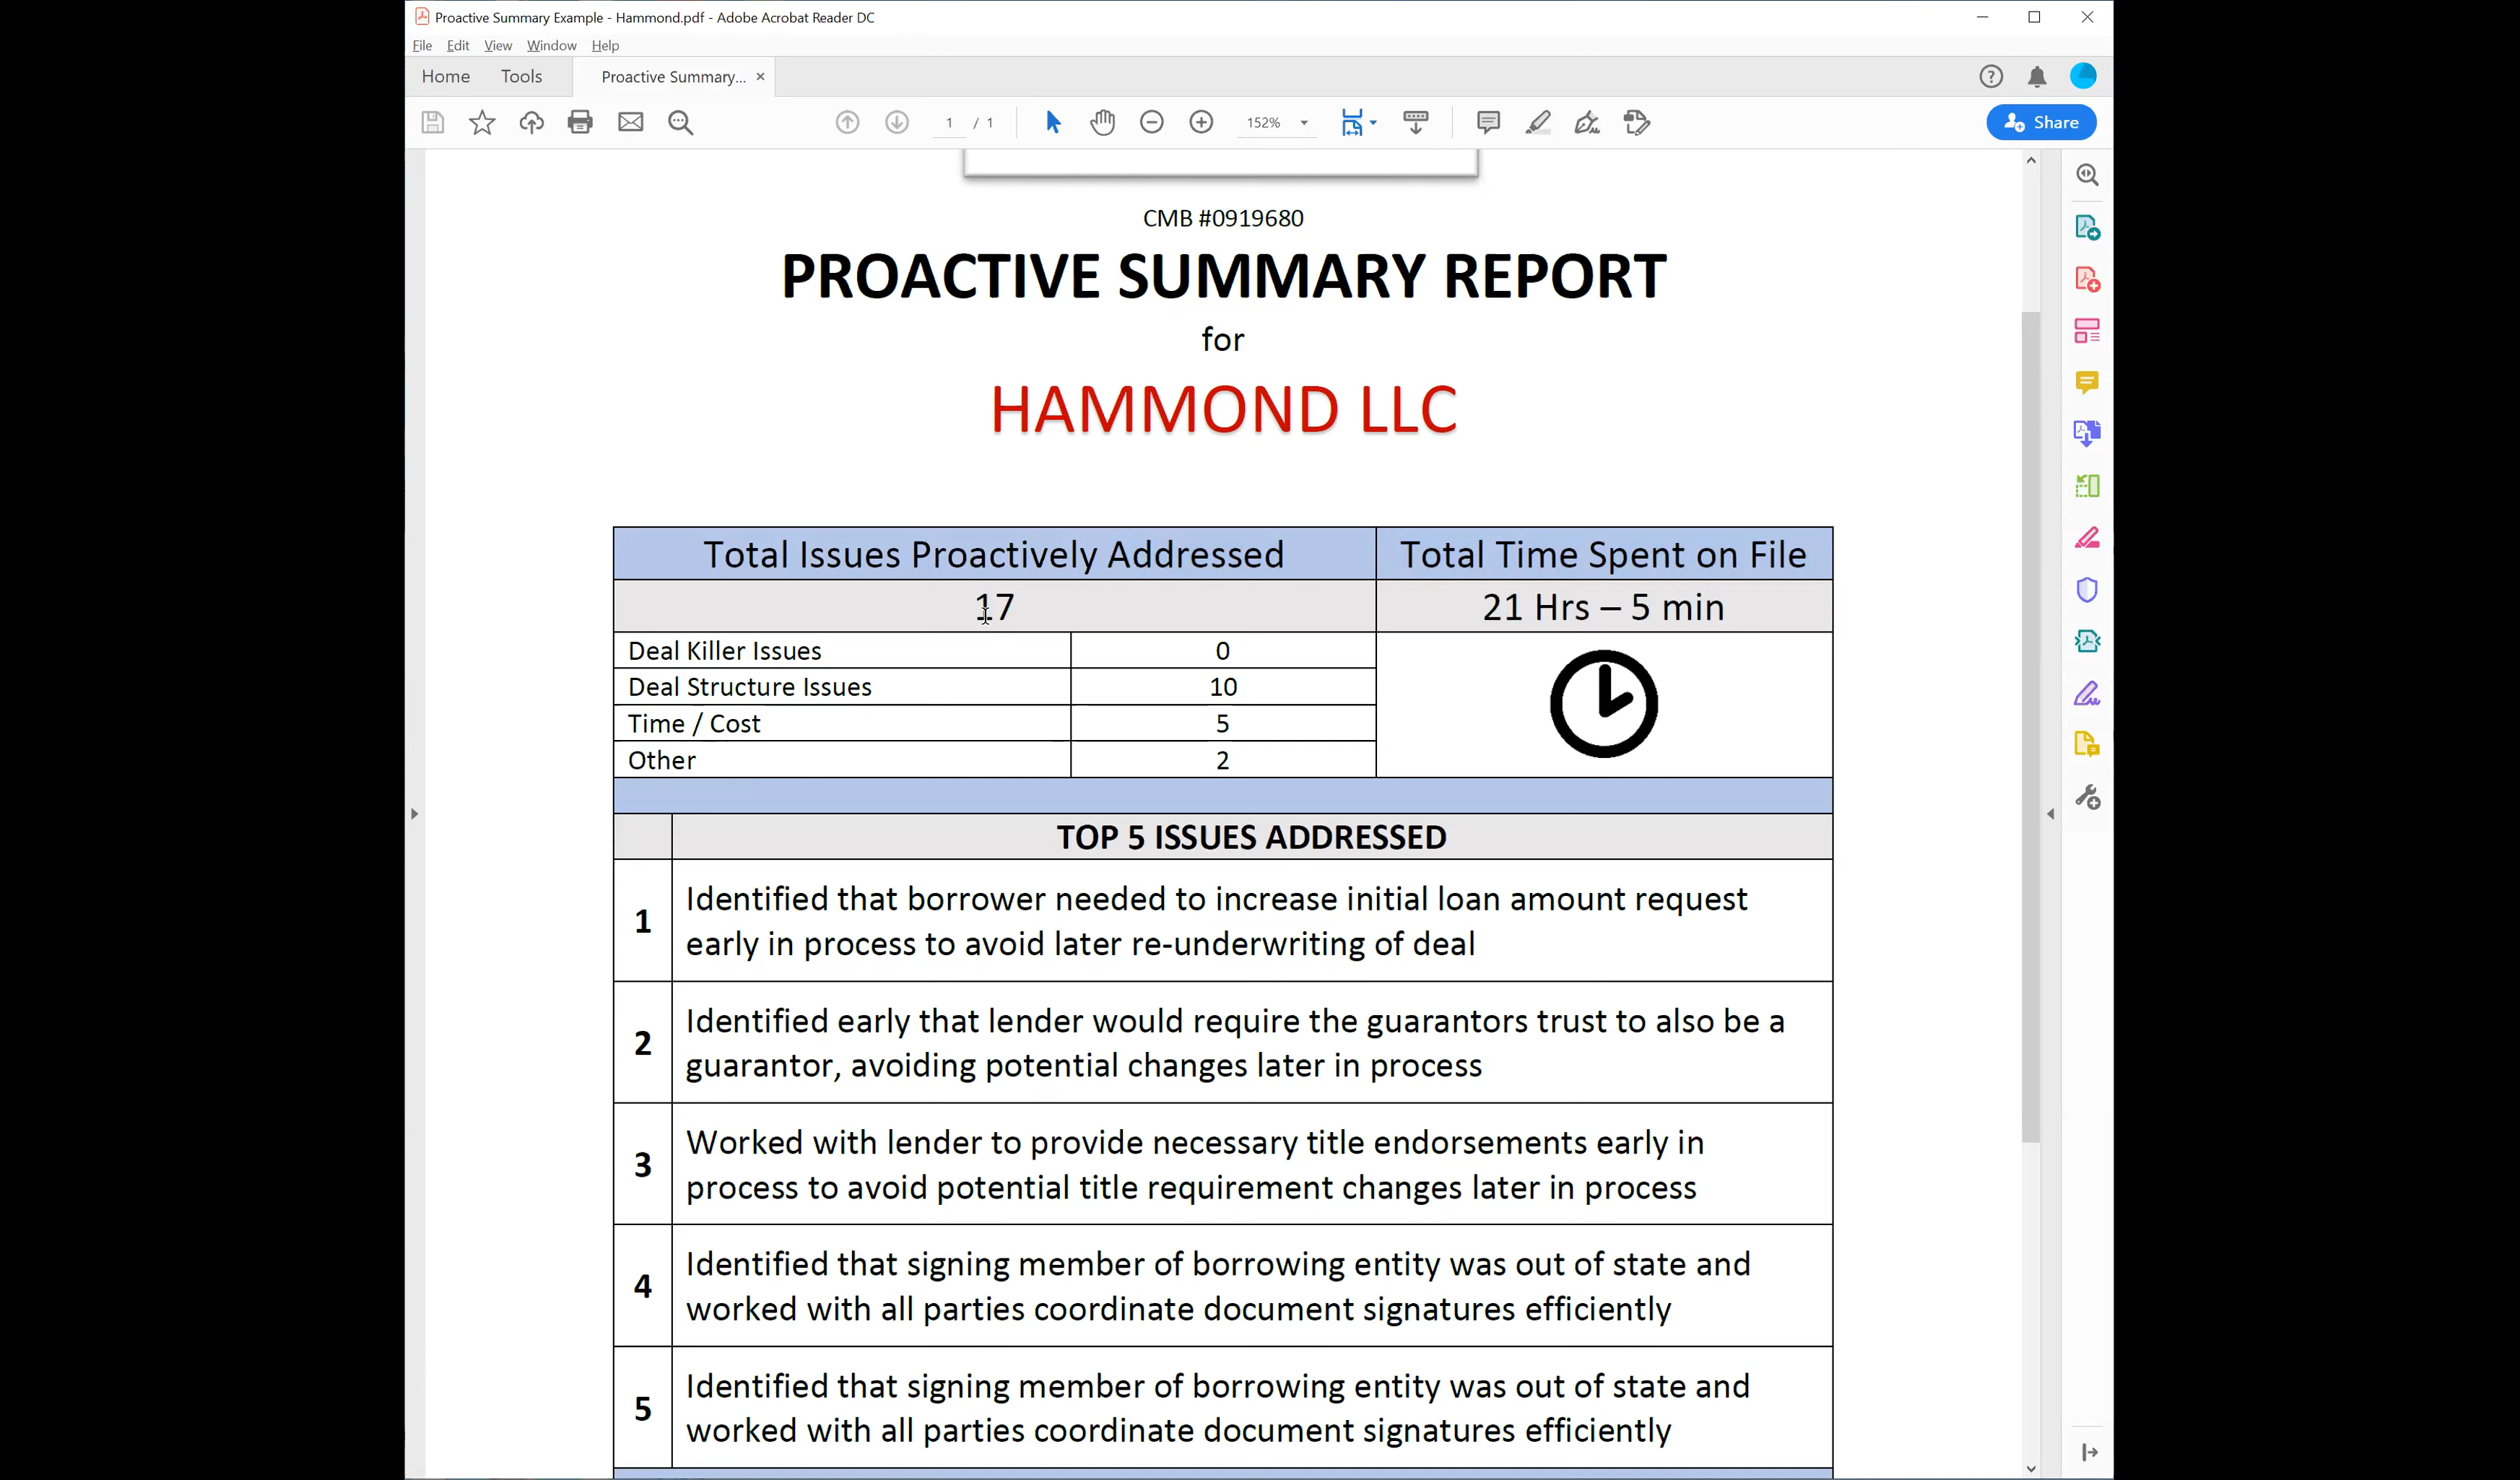 Proactive Summary Example - Hammond.pdf - Adobe Acrobat Reader DC
File Edit View Window Help
Home Tools Proactive Summary... ×
1 / 1 152% Share
CMB #0919680
PROACTIVE SUMMARY REPORT
for
HAMMOND LLC
Total Issues Proactively Addressed Total Time Spent on File
17 21 Hrs – 5 min
Deal Killer Issues 0
Deal Structure Issues 10
Time / Cost 5
Other 2
TOP 5 ISSUES ADDRESSED
1 Identified that borrower needed to increase initial loan amount request
early in process to avoid later re-underwriting of deal
2 Identified early that lender would require the guarantors trust to also be a
guarantor, avoiding potential changes later in process
3 Worked with lender to provide necessary title endorsements early in
process to avoid potential title requirement changes later in process
4 Identified that signing member of borrowing entity was out of state and
worked with all parties coordinate document signatures efficiently
5 Identified that signing member of borrowing entity was out of state and
worked with all parties coordinate document signatures efficiently